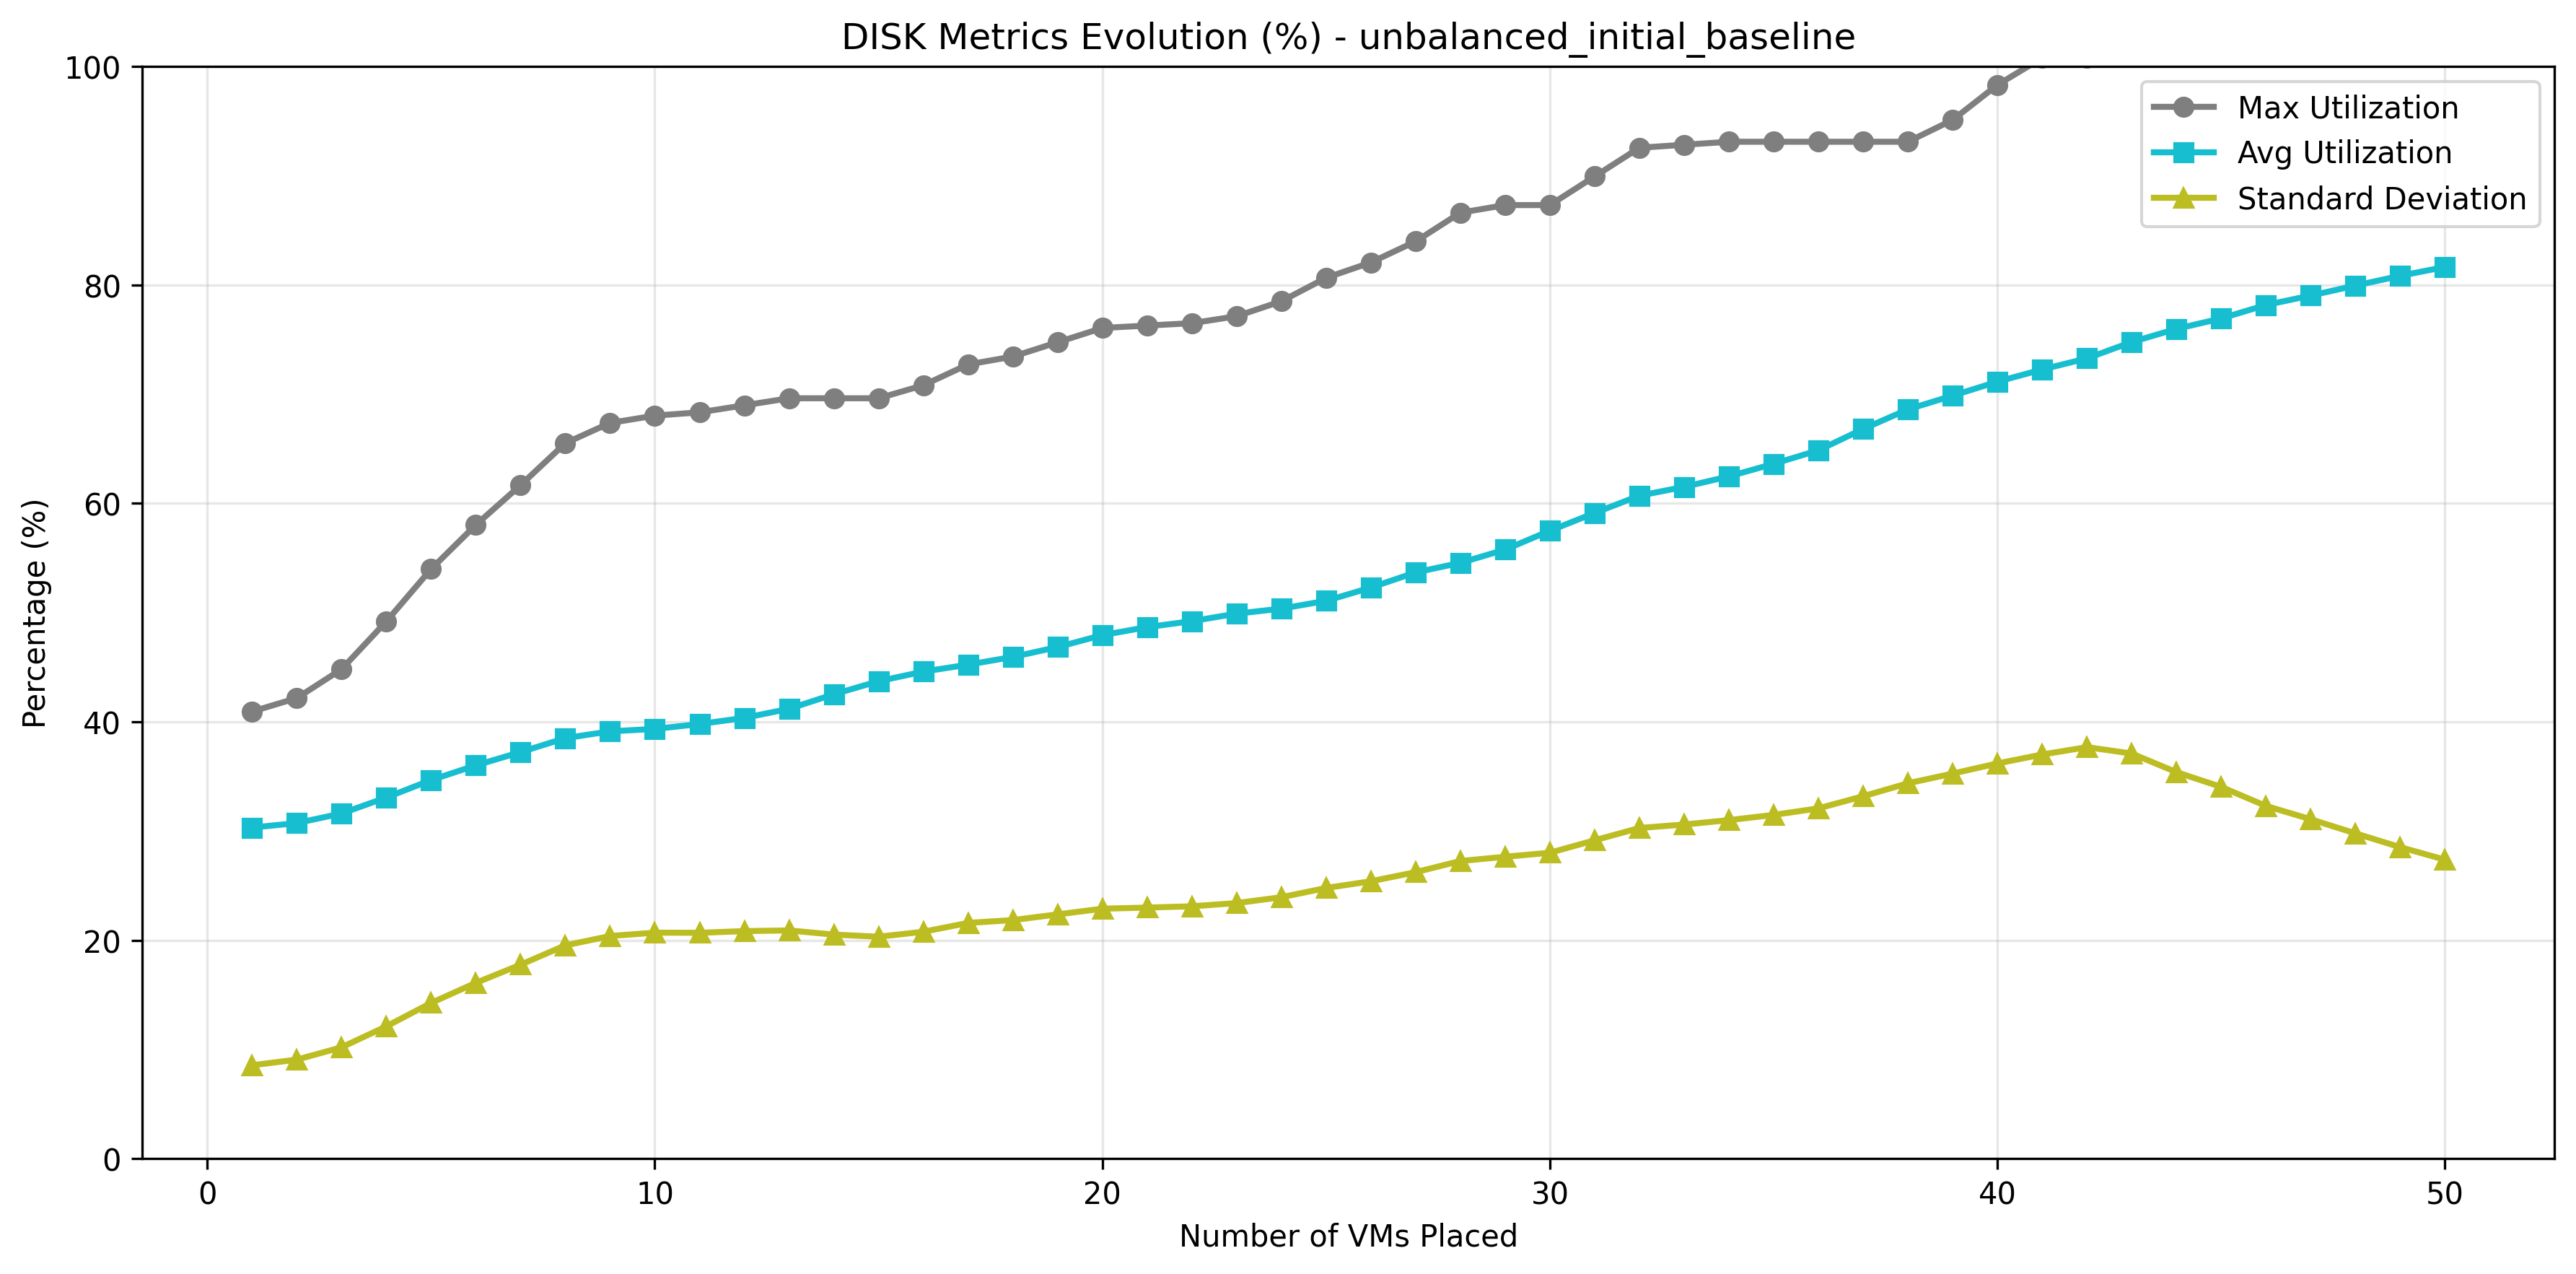 DISK Metrics Evolution (%) - unbalanced_initial_baseline
100
80
60
40
20
0
Percentage (%)
Max Utilization
Avg Utilization
Standard Deviation
0 10 20 30 40 50
Number of VMs Placed